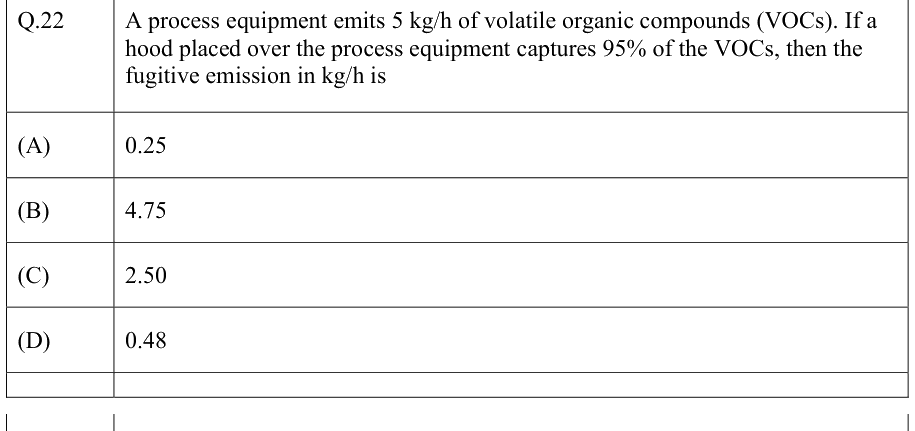 Q.22 A process equipment emits 5 kg/h of volatile organic compounds (VOCs). If a
hood placed over the process equipment captures 95% of the VOCs, then the
fugitive emission in kg/h is
(A) 0.25
(B) 4.75
(C) 2.50
(D) 0.48